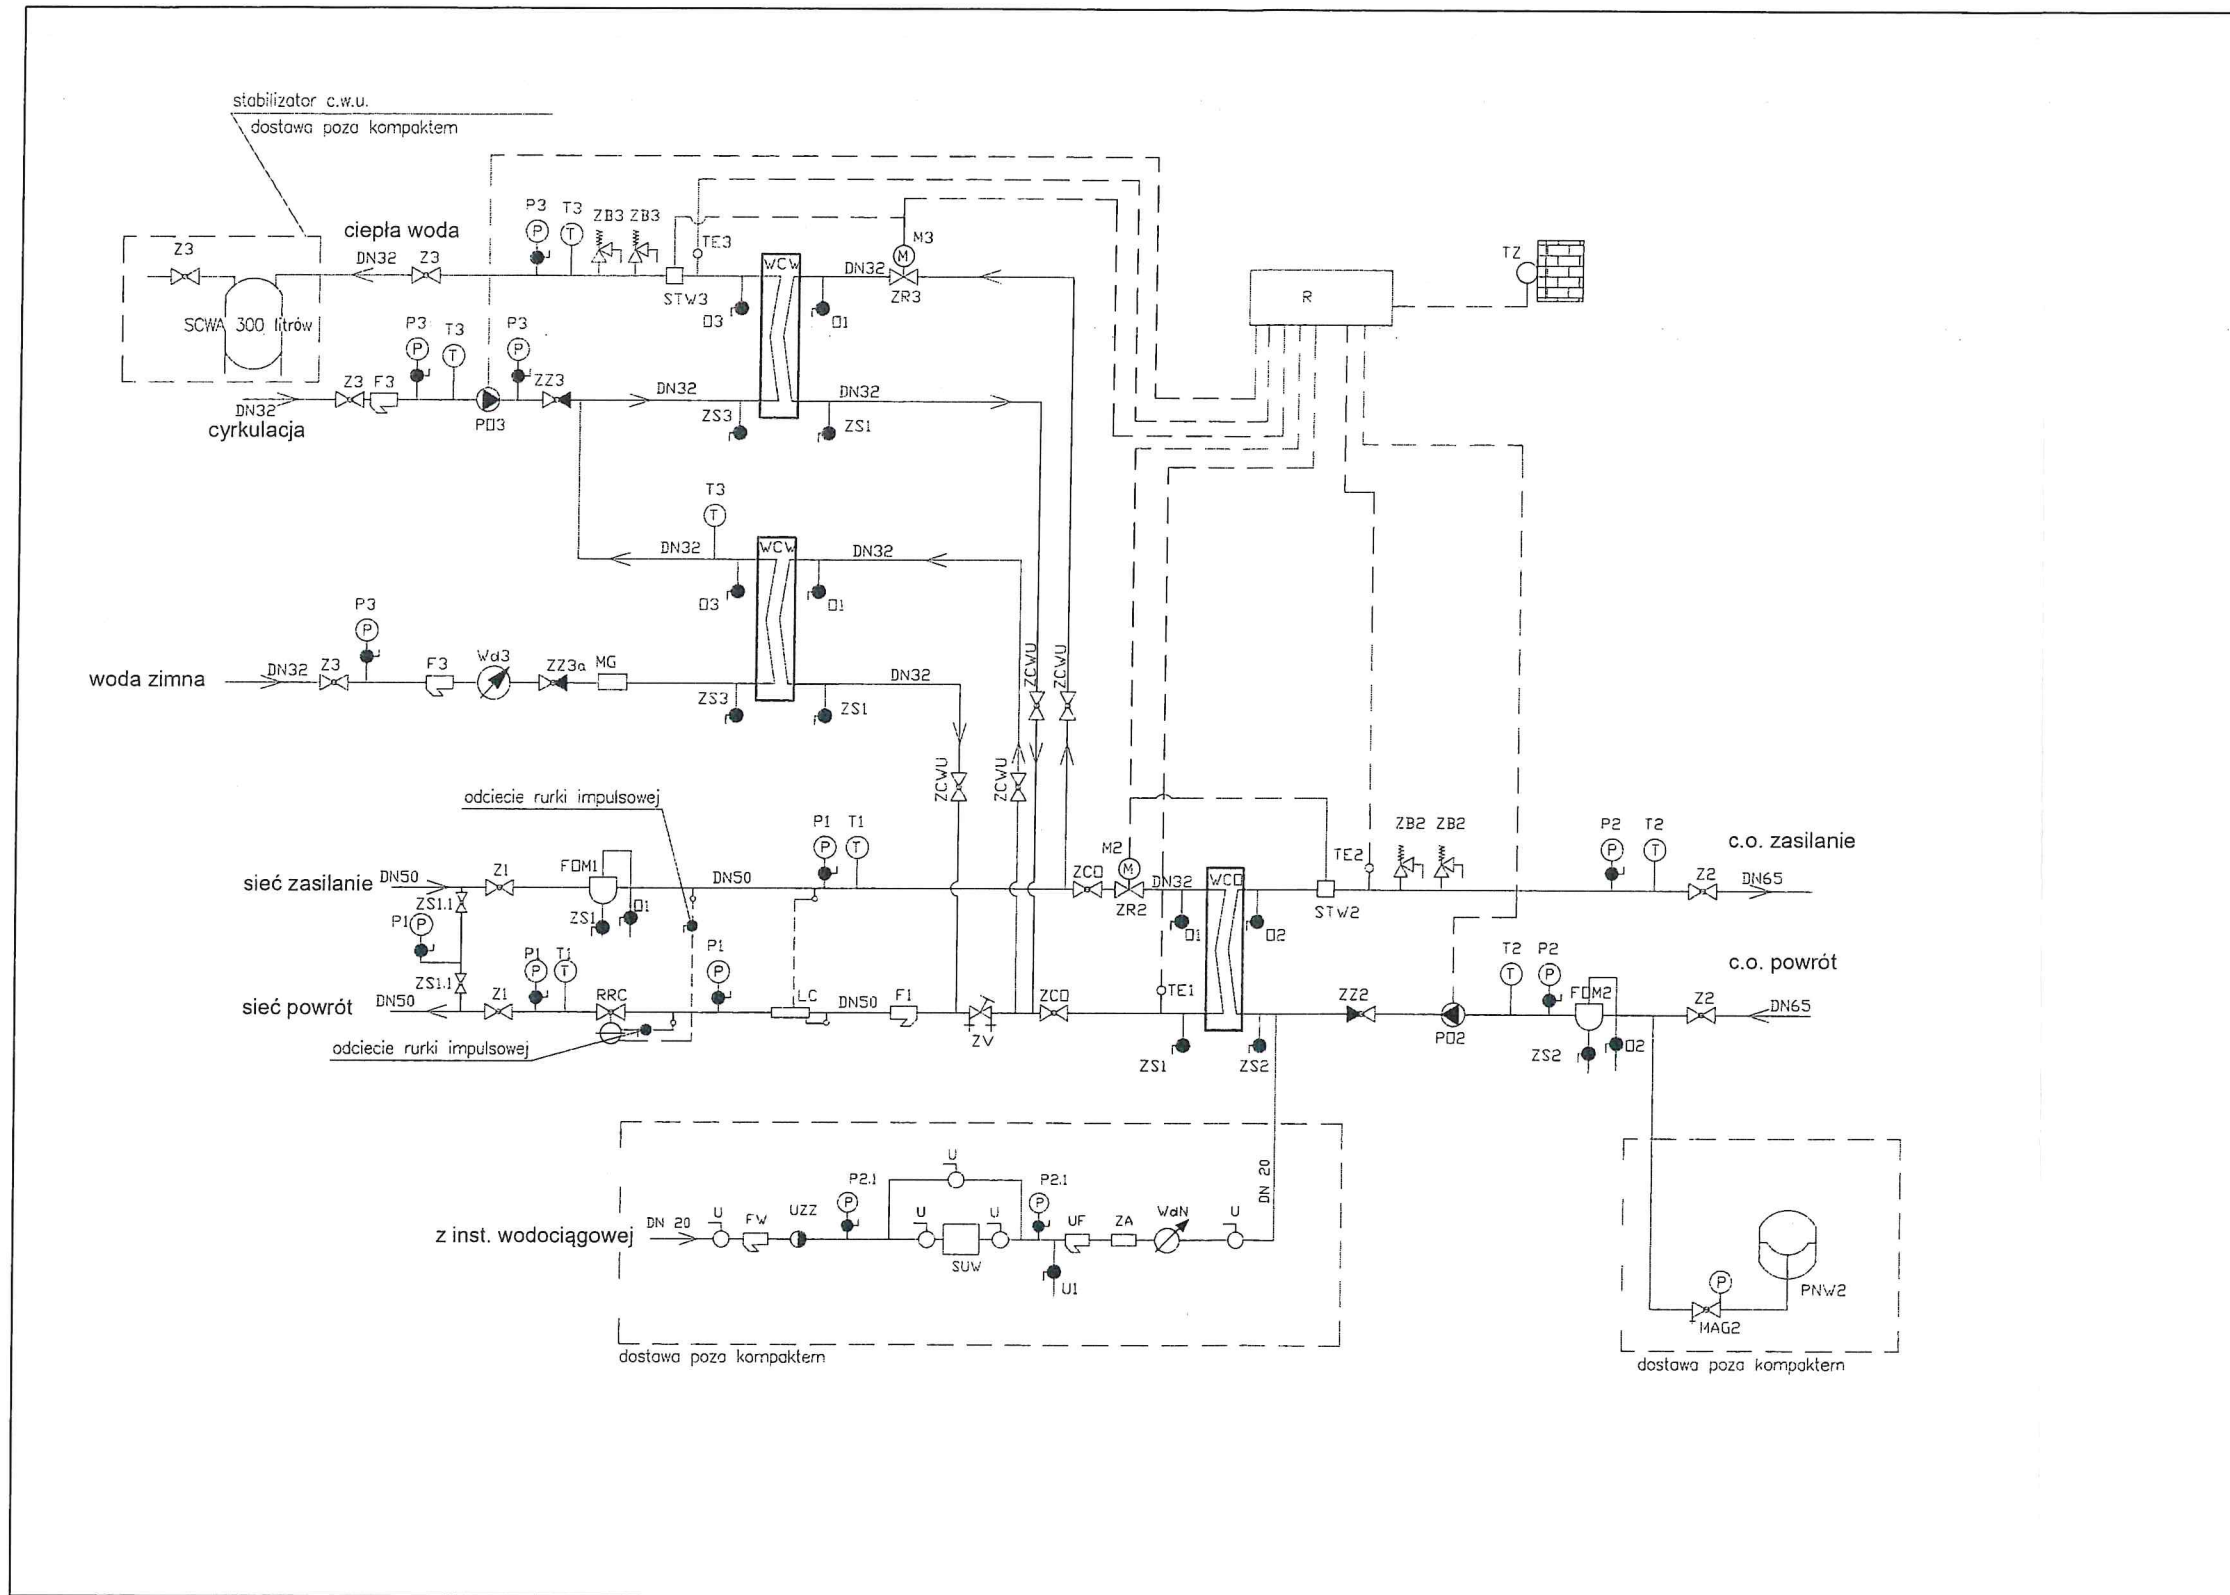 stabilizator c.w.u.
dostawa poza kompaktem
P3 T3 ZB3 ZB3
Z3 ciepła woda TE3 M3 TZ
DN32 Z3 WCW DN32 M
P T
STW3 ZR3 R
SCWA 300 litrów O3 O1
P3 T3 P3
P T P
Z3 F3 ZZ3 DN32 DN32
DN32
cyrkulacja PO3 ZS3 ZS1
T3
T
DN32 WCW DN32
O3 O1
P3
P
Wd3
woda zimna DN32 Z3 F3 ZZ3a MG DN32
ZS3 ZS1
ZCWU ZCWU
ZCWU ZCWU
odciecie rurki impulsowej
P1 T1 M2 TE2 ZB2 ZB2 P2 T2 c.o. zasilanie
P T M P T
sieć zasilanie DN50 Z1 FOM1 DN50 ZCO DN32 WCO Z2 DN65
ZS1.1 ZS1 O1 ZR2 O1 O2 STW2
P1 P
P1 T1 P1 T2 P2 c.o. powrót
P T P T P
ZS1.1
sieć powrót DN50 Z1 RRC LC DN50 F1 ZCO TE1 ZZ2 FOM2 Z2 DN65
odciecie rurki impulsowej ZV ZS1 ZS2 PO2 ZS2 O2
U
P2.1 P2.1
P P
z inst. wodociągowej DN 20 U FW UZZ U U UF ZA WdN U DN 20
SUW U1
P PNW2
MAG2
dostawa poza kompaktem
dostawa poza kompaktem